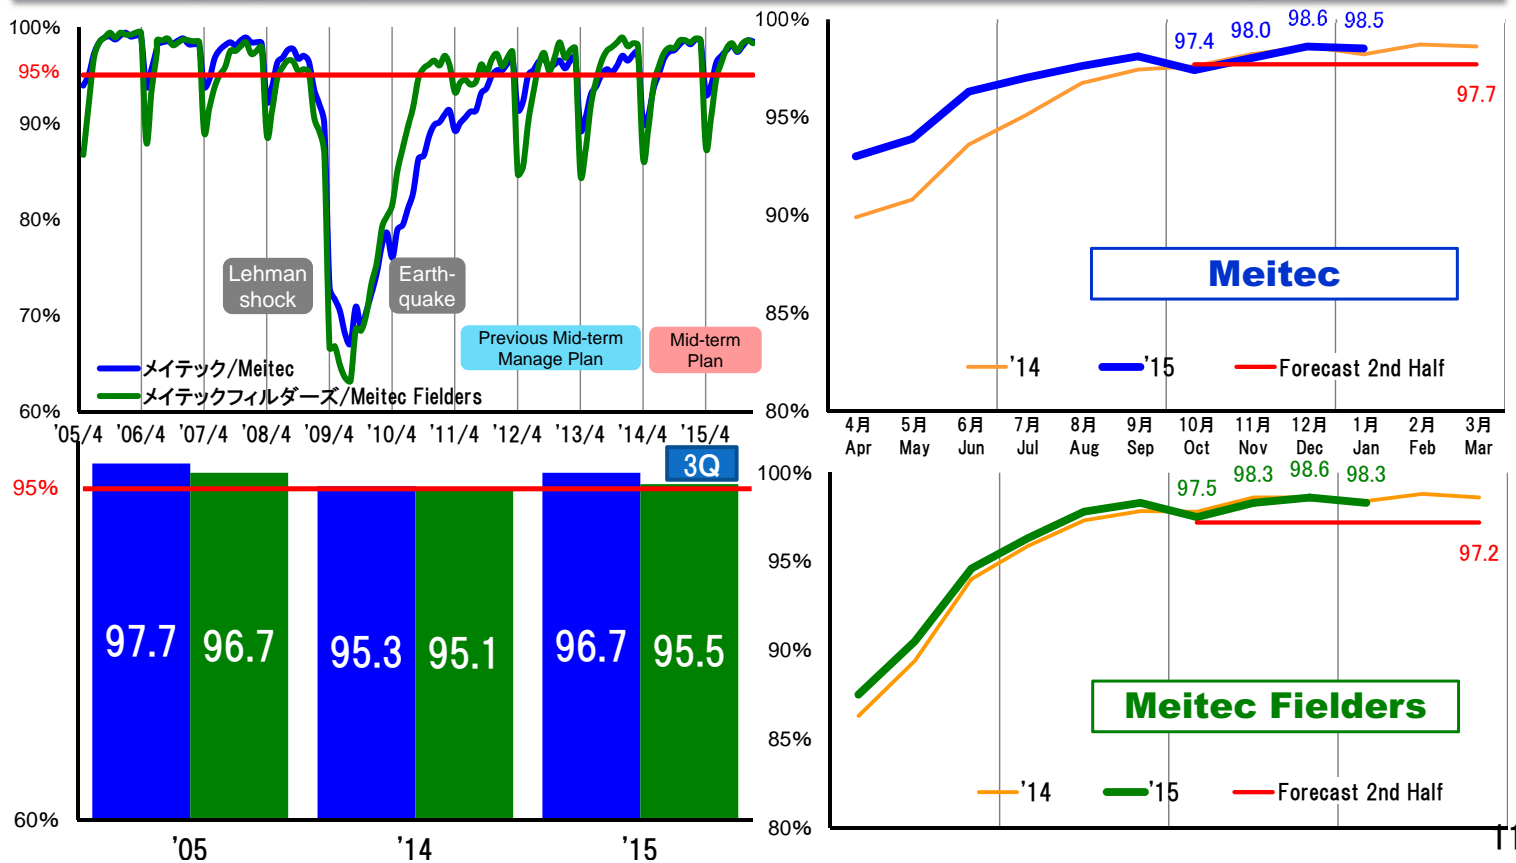 100%
95%
90%
80%
70%
60%
Lehman
shock
Earth-
quake
Previous Mid-term
Manage Plan
Mid-term
Plan
メイテック/Meitec
メイテックフィルダーズ/Meitec Fielders
'05/4 '06/4 '07/4 '08/4 '09/4 '10/4 '11/4 '12/4 '13/4 '14/4 '15/4
3Q
95%
97.7 96.7 95.3 95.1 96.7 95.5
60%
'05 '14 '15
100%
95%
90%
85%
80%
97.4 98.0 98.6 98.5
97.7
Meitec
'14 '15 Forecast 2nd Half
4月 5月 6月 7月 8月 9月 10月 11月 12月 1月 2月 3月
Apr May Jun Jul Aug Sep Oct Nov Dec Jan Feb Mar
100%
95%
90%
85%
80%
97.5 98.3 98.6 98.3
97.2
Meitec Fielders
'14 '15 Forecast 2nd Half